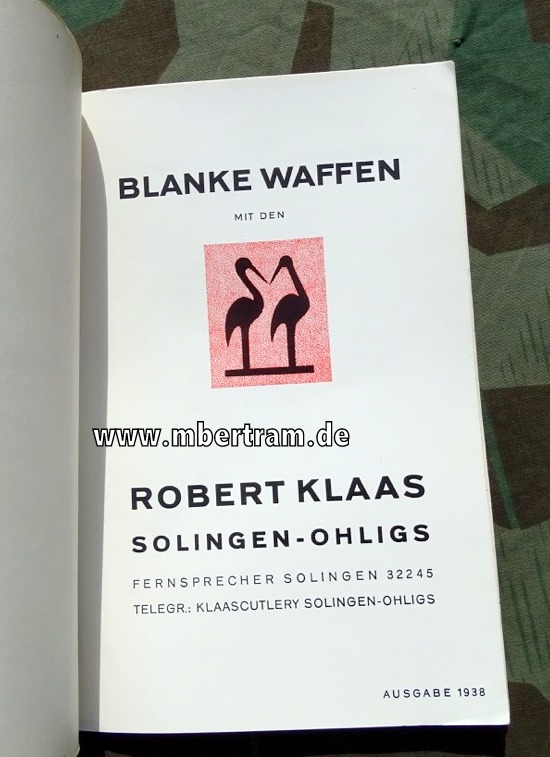 BLANKE WAFFEN
MIT DEN
www.mbertram.de
ROBERT KLAAS
SOLINGEN-OHLIGS
FERNSPRECHER SOLINGEN 32245
TELEGR.: KLAASCUTLERY SOLINGEN-OHLIGS
AUSGABE 1938